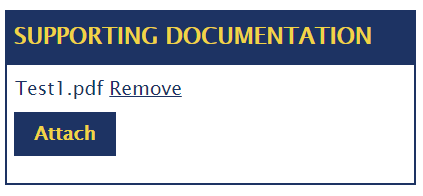 SUPPORTING DOCUMENTATION
Test1.pdf Remove
Attach